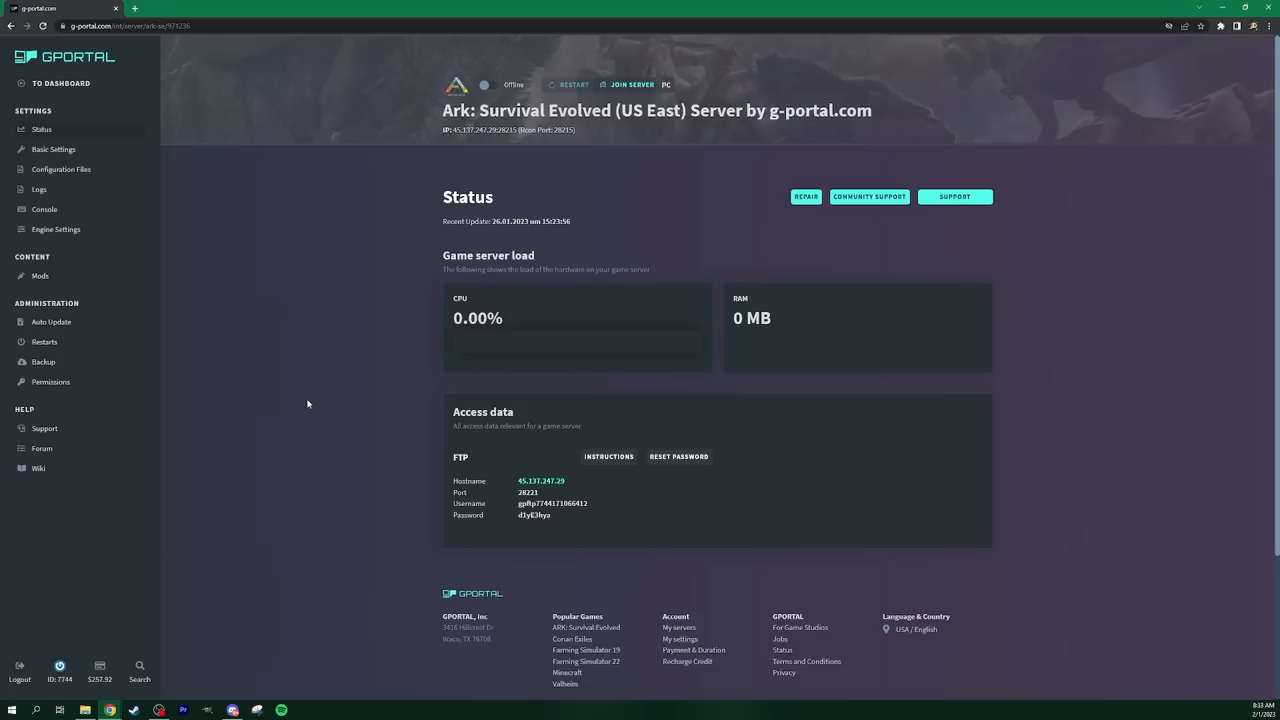 g-portal.com
g-portal.com/int/server/ark-se/971236
GPORTAL
TO DASHBOARD
SETTINGS
Status
Basic Settings
Configuration Files
Logs
Console
Engine Settings
CONTENT
Mods
ADMINISTRATION
Auto Update
Restarts
Backup
Permissions
HELP
Support
Forum
Wiki
Logout
ID: 7744
$257.92
Search
Offline
RESTART
JOIN SERVER
PC
Ark: Survival Evolved (US East) Server by g-portal.com
IP: 45.137.247.29:28215 (Rcon Port: 28215)
Status
REPAIR
COMMUNITY SUPPORT
SUPPORT
Recent Update: 26.01.2023 um 15:23:56
Game server load
The following shows the load of the hardware on your game server
CPU
0.00%
RAM
0 MB
Access data
All access data relevant for a game server
FTP
INSTRUCTIONS
RESET PASSWORD
Hostname 45.137.247.29
Port 28221
Username gpftp7744171066412
Password d1yE3hya
GPORTAL
GPORTAL, Inc
3416 Hillcrest Dr
Waco, TX 76708
Popular Games
ARK: Survival Evolved
Conan Exiles
Farming Simulator 19
Farming Simulator 22
Minecraft
Valheim
Account
My servers
My settings
Payment & Duration
Recharge Credit
GPORTAL
For Game Studios
Jobs
Status
Terms and Conditions
Privacy
Language & Country
USA / English
8:33 AM
2/1/2023